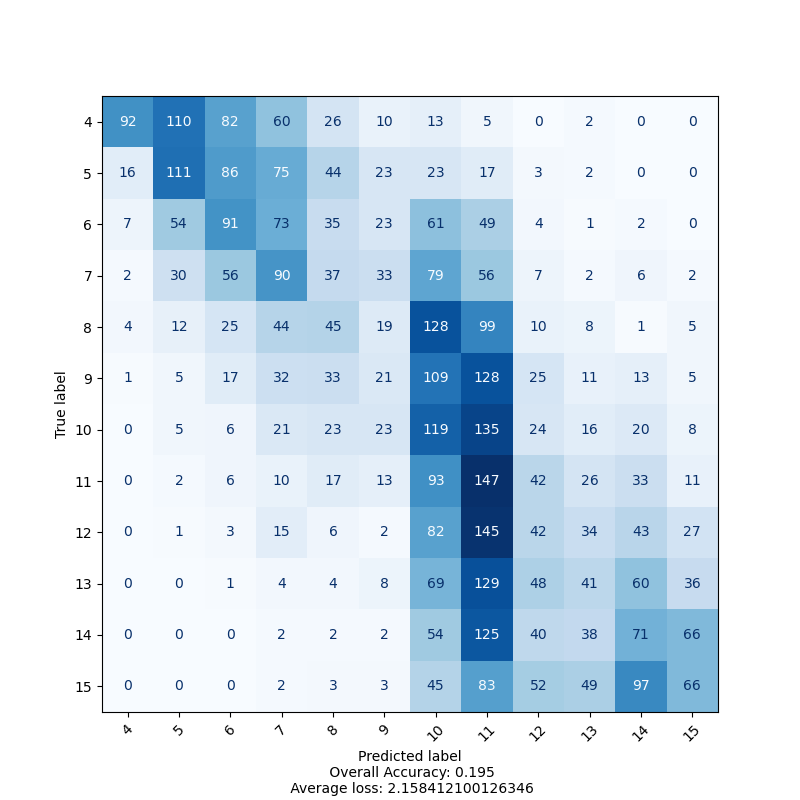 4 92 110 82 60 26 10 13 5 0 2 0 0
5 16 111 86 75 44 23 23 17 3 2 0 0
6 7 54 91 73 35 23 61 49 4 1 2 0
7 2 30 56 90 37 33 79 56 7 2 6 2
8 4 12 25 44 45 19 128 99 10 8 1 5
9 1 5 17 32 33 21 109 128 25 11 13 5
10 0 5 6 21 23 23 119 135 24 16 20 8
11 0 2 6 10 17 13 93 147 42 26 33 11
12 0 1 3 15 6 2 82 145 42 34 43 27
13 0 0 1 4 4 8 69 129 48 41 60 36
14 0 0 0 2 2 2 54 125 40 38 71 66
15 0 0 0 2 3 3 45 83 52 49 97 66
True label
4 5 6 7 8 9 10 11 12 13 14 15
Predicted label
Overall Accuracy: 0.195
Average loss: 2.158412100126346